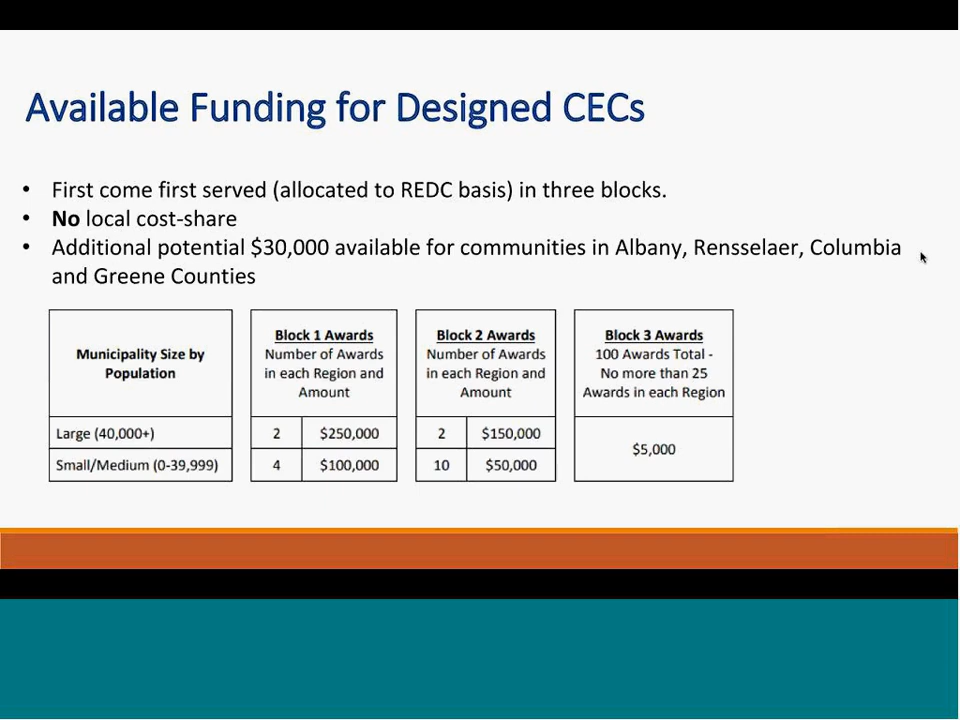 Available Funding for Designed CECs
• First come first served (allocated to REDC basis) in three blocks.
• No local cost-share
• Additional potential $30,000 available for communities in Albany, Rensselaer, Columbia
and Greene Counties
Municipality Size by
Population
Block 1 Awards
Number of Awards
in each Region and
Amount
Block 2 Awards
Number of Awards
in each Region and
Amount
Block 3 Awards
100 Awards Total -
No more than 25
Awards in each Region
Large (40,000+) 2 $250,000 2 $150,000
Small/Medium (0-39,999) 4 $100,000 10 $50,000
$5,000